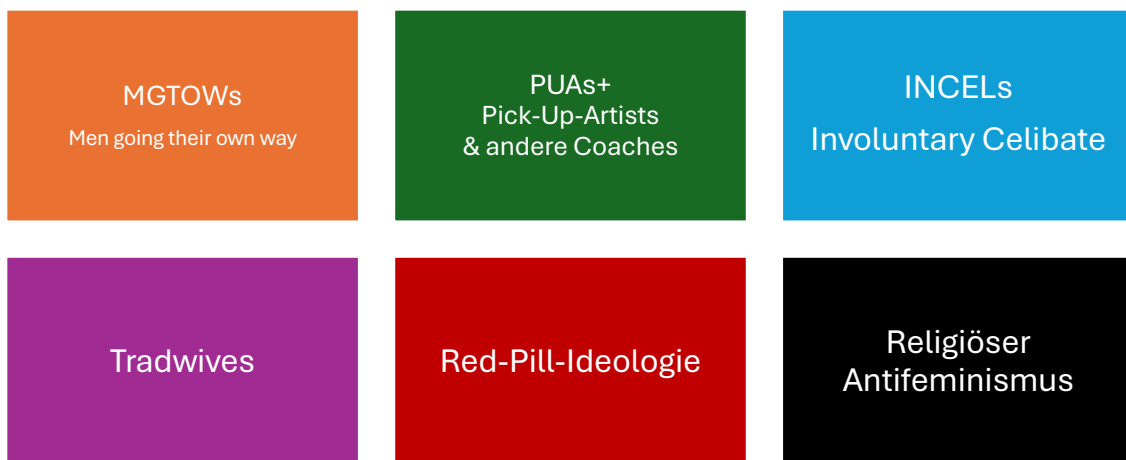 MGTOWs
Men going their own way
PUAs+
Pick-Up-Artists
& andere Coaches
INCELs
Involuntary Celibate
Tradwives
Red-Pill-Ideologie
Religiöser
Antifeminismus